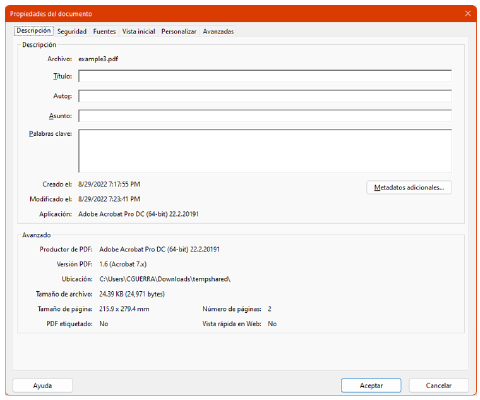 Propiedades del documento
Descripción Seguridad Fuentes Vista inicial Personalizar Avanzadas
Descripción
Archivo: example3.pdf
Título:
Autor:
Asunto:
Palabras clave:
Creado el: 8/29/2022 7:17:55 PM
Metadatos adicionales...
Modificado el: 8/29/2022 7:23:41 PM
Aplicación: Adobe Acrobat Pro DC (64-bit) 22.2.20191
Avanzado
Productor de PDF: Adobe Acrobat Pro DC (64-bit) 22.2.20191
Versión PDF: 1.6 (Acrobat 7.x)
Ubicación: C:\Users\CGUERRA\Downloads\tempshared\
Tamaño de archivo: 24.39 KB (24,971 bytes)
Tamaño de página: 215.9 x 279.4 mm Número de páginas: 2
PDF etiquetado: No Vista rápida en Web: No
Ayuda Aceptar Cancelar